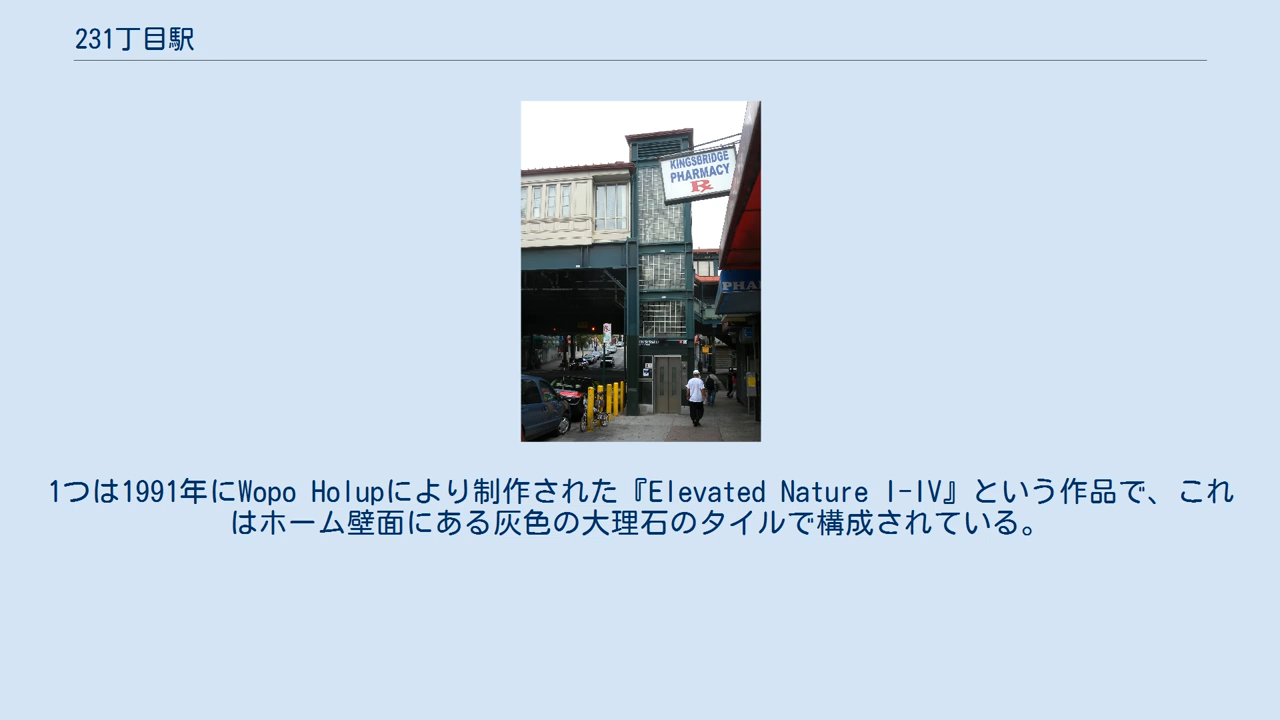 231丁目駅
KINGSBRIDGE
PHARMACY
Rx
PHA
1つは1991年にWopo Holupにより制作された『Elevated Nature I-IV』という作品で、これ
はホーム壁面にある灰色の大理石のタイルで構成されている。